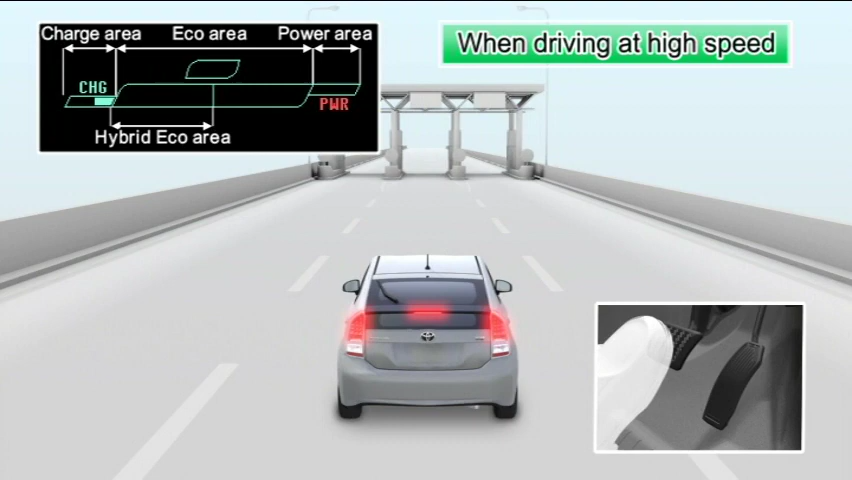 Charge area Eco area Power area
When driving at high speed
CHG
PWR
Hybrid Eco area